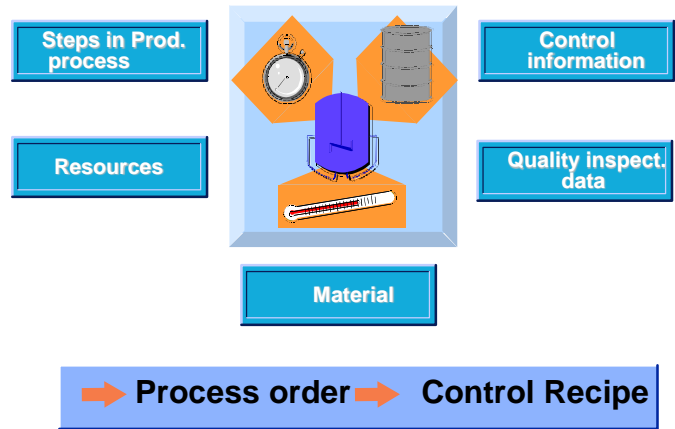 Steps in Prod.
process
Control
information
Resources
Quality inspect.
data
Material
Process order
Control Recipe